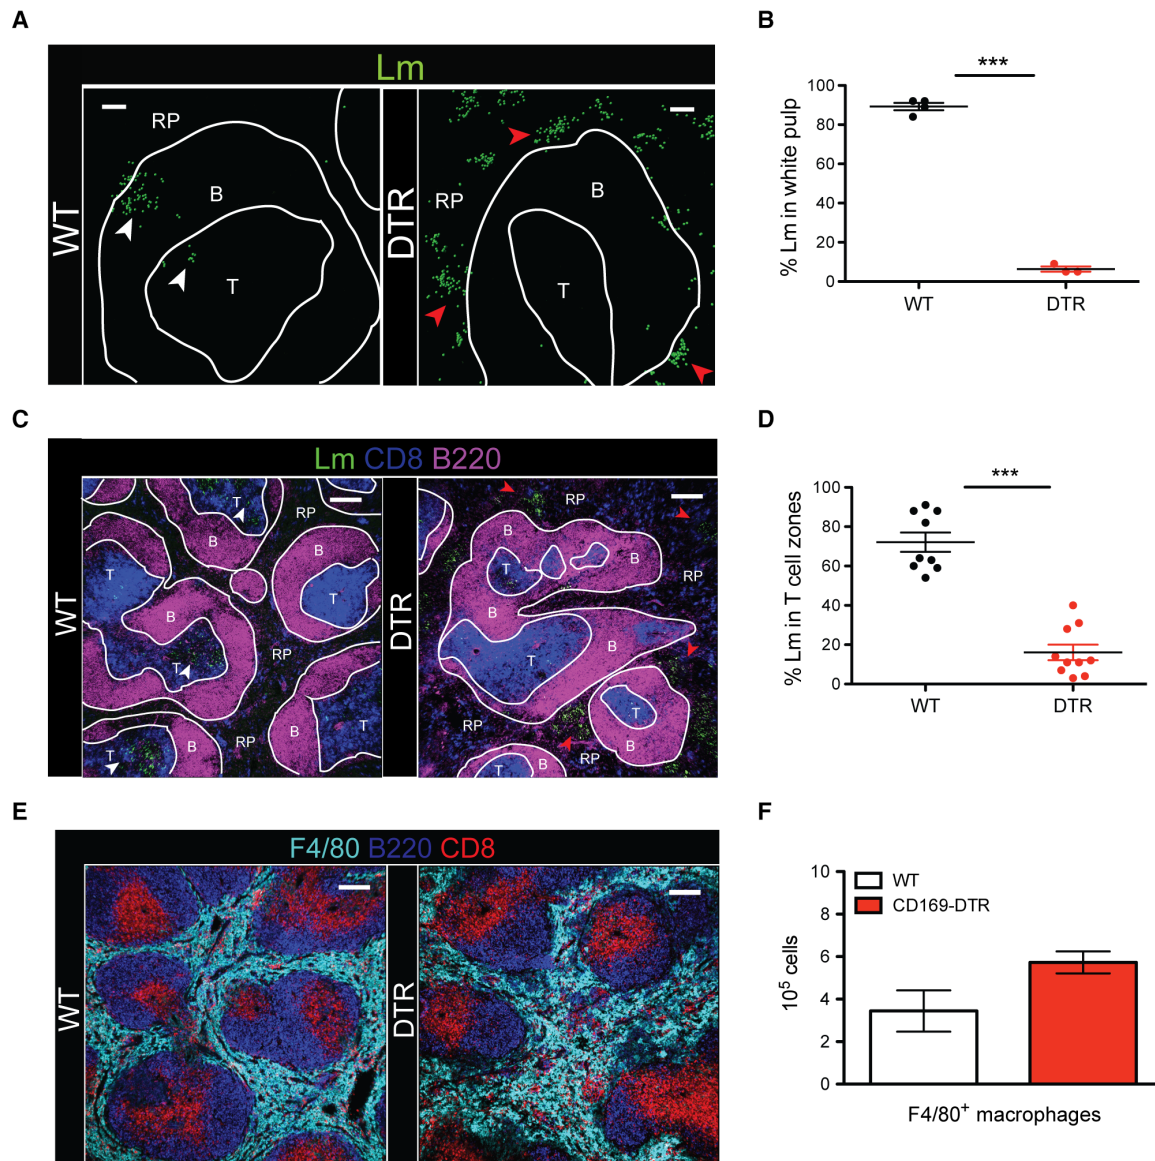 A
Lm
WT
RP
B
T
DTR
RP
B
T
B
***
% Lm in white pulp
100
80
60
40
20
0
WT
DTR
C
Lm CD8 B220
WT
T
RP
B
B
T
T
B
T
RP
T
B
RP
B
T
DTR
RP
B
T
B
RP
B
B
T
T
RP
B
RP
B
T
D
***
% Lm in T cell zones
100
80
60
40
20
0
WT
DTR
E
F4/80 B220 CD8
WT
DTR
F
10⁵ cells
10
8
6
4
2
0
WT
CD169-DTR
F4/80⁺ macrophages